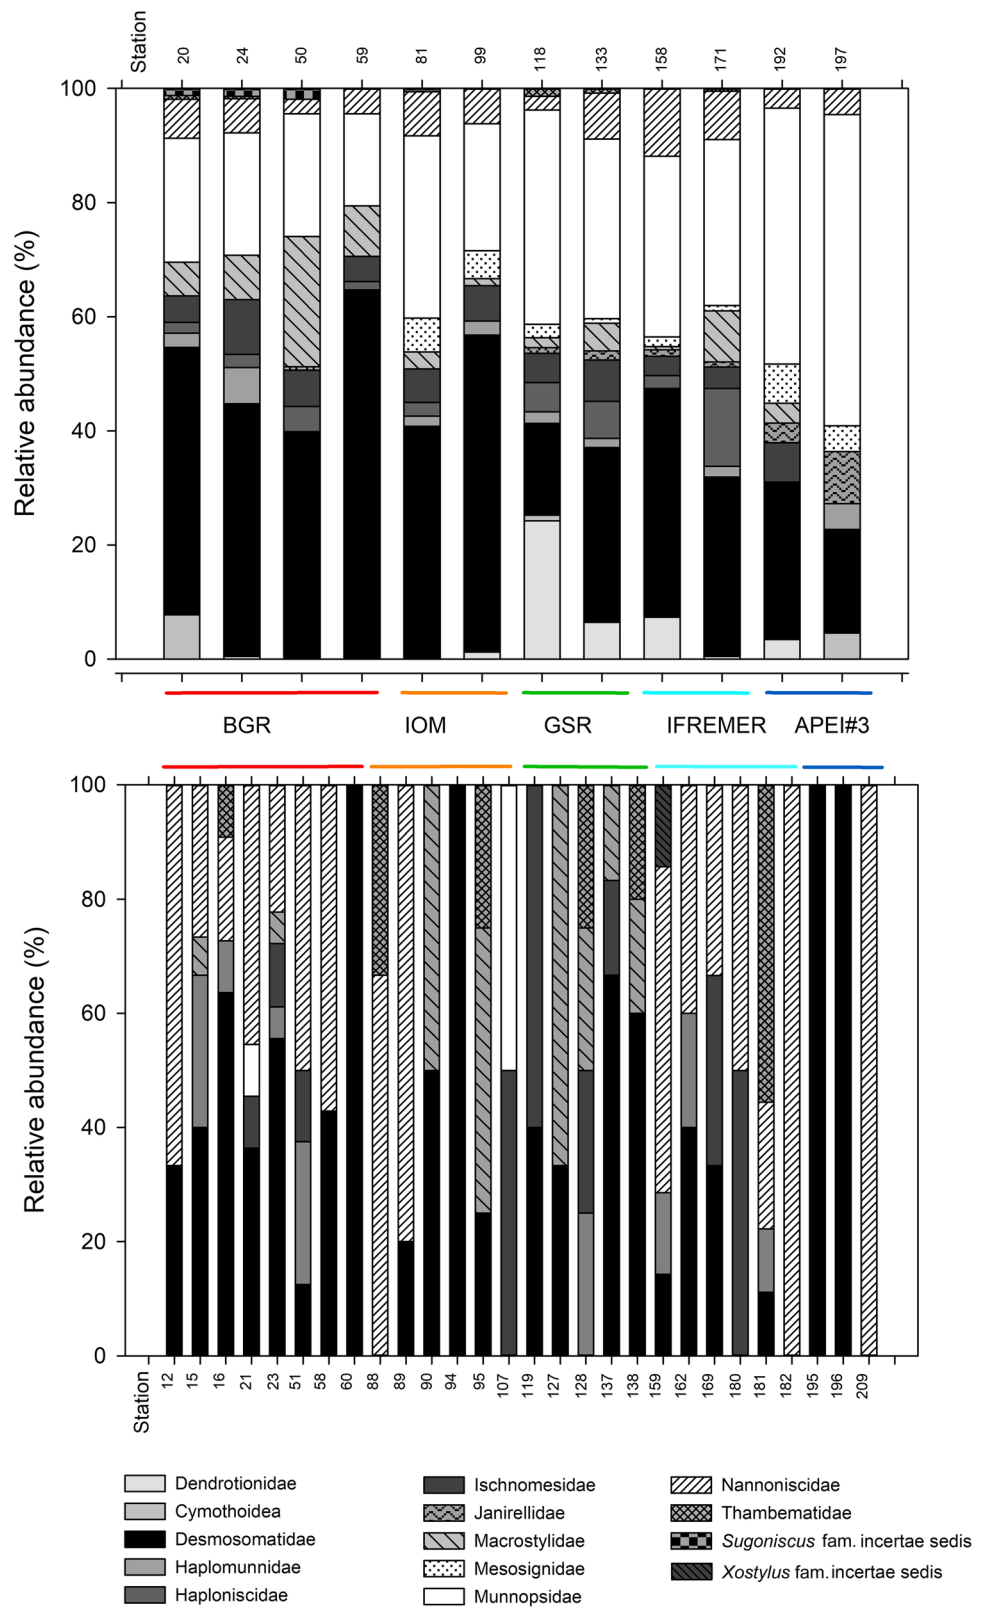 Station 20 24 50 59 81 99 118 133 158 171 192 197
Relative abundance (%)
100
80
60
40
20
0
BGR IOM GSR IFREMER APEI#3
Relative abundance (%)
100
80
60
40
20
0
Station 12 15 16 21 23 51 58 60 88 89 90 94 95 107 119 127 128 137 138 159 162 169 180 181 182 195 196 209
Dendrotionidae
Cymothoidea
Desmosomatidae
Haplomunnidae
Haploniscidae
Ischnomesidae
Janirellidae
Macrostylidae
Mesosignidae
Munnopsidae
Nannoniscidae
Thambematidae
Sugoniscus fam. incertae sedis
Xostylus fam. incertae sedis